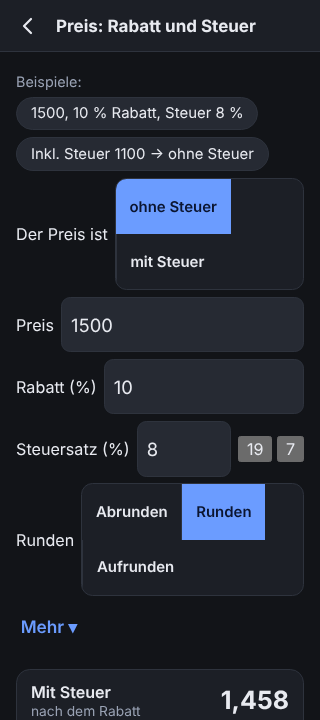 Preis: Rabatt und Steuer
Beispiele:
1500, 10 % Rabatt, Steuer 8 %
Inkl. Steuer 1100 → ohne Steuer
Der Preis ist
ohne Steuer
mit Steuer
Preis 1500
Rabatt (%) 10
Steuersatz (%) 8 19 7
Runden
Abrunden Runden
Aufrunden
Mehr ▾
Mit Steuer
nach dem Rabatt
1,458